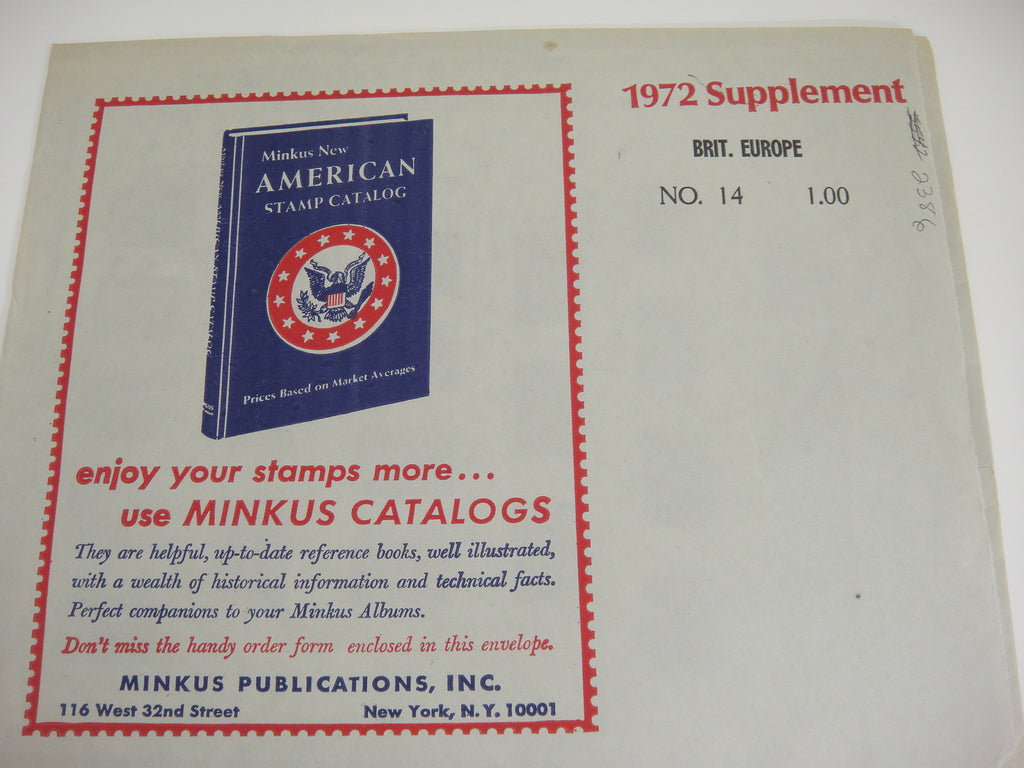 1972 Supplement
BRIT. EUROPE
NO. 14 1.00
Minkus New
AMERICAN
STAMP CATALOG
Prices Based on Market Averages
enjoy your stamps more...
use MINKUS CATALOGS
They are helpful, up-to-date reference books, well illustrated,
with a wealth of historical information and technical facts.
Perfect companions to your Minkus Albums.
Don't miss the handy order form enclosed in this envelope.
MINKUS PUBLICATIONS, INC.
116 West 32nd Street New York, N.Y. 10001